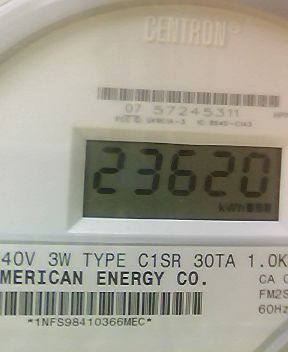 CENTRON®
07 57245311
23620
kWh
40V 3W TYPE C1SR 30TA 1.0K
MERICAN ENERGY CO.
CA 0
FM2S
60Hz
*1NFS98410366MEC*